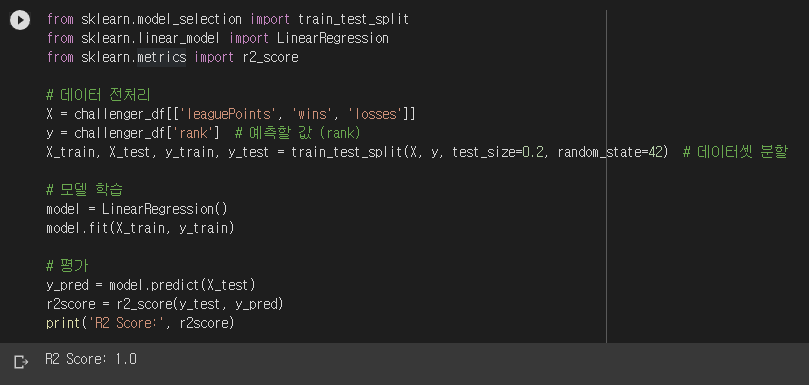 from sklearn.model_selection import train_test_split
from sklearn.linear_model import LinearRegression
from sklearn.metrics import r2_score
# 데이터 전처리
X = challenger_df[['leaguePoints', 'wins', 'losses']]
y = challenger_df['rank']  # 예측할 값 (rank)
X_train, X_test, y_train, y_test = train_test_split(X, y, test_size=0.2, random_state=42)  # 데이터셋 분할
# 모델 학습
model = LinearRegression()
model.fit(X_train, y_train)
# 평가
y_pred = model.predict(X_test)
r2score = r2_score(y_test, y_pred)
print('R2 Score:', r2score)
R2 Score: 1.0